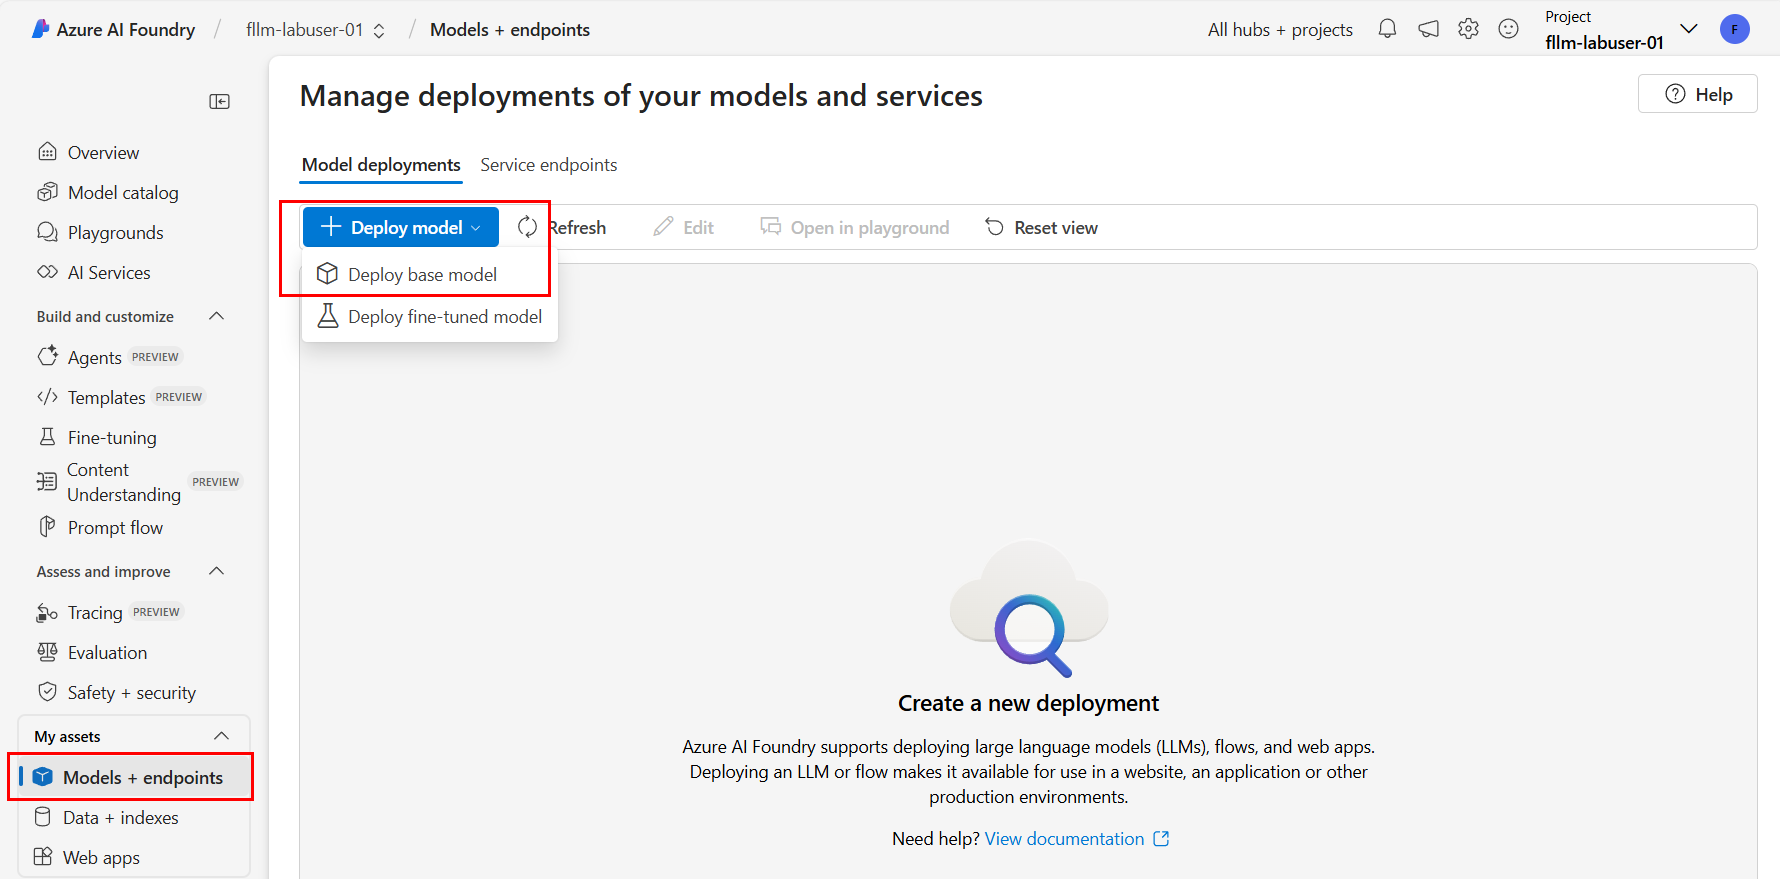 Azure AI Foundry / fllm-labuser-01 / Models + endpoints
All hubs + projects
Project
fllm-labuser-01
F
Manage deployments of your models and services
Help
Overview
Model catalog
Playgrounds
AI Services
Build and customize
Agents PREVIEW
Templates PREVIEW
Fine-tuning
Content
Understanding PREVIEW
Prompt flow
Assess and improve
Tracing PREVIEW
Evaluation
Safety + security
My assets
Models + endpoints
Data + indexes
Web apps
Model deployments Service endpoints
Deploy model Refresh Edit Open in playground Reset view
Deploy base model
Deploy fine-tuned model
Create a new deployment
Azure AI Foundry supports deploying large language models (LLMs), flows, and web apps.
Deploying an LLM or flow makes it available for use in a website, an application or other
production environments.
Need help? View documentation